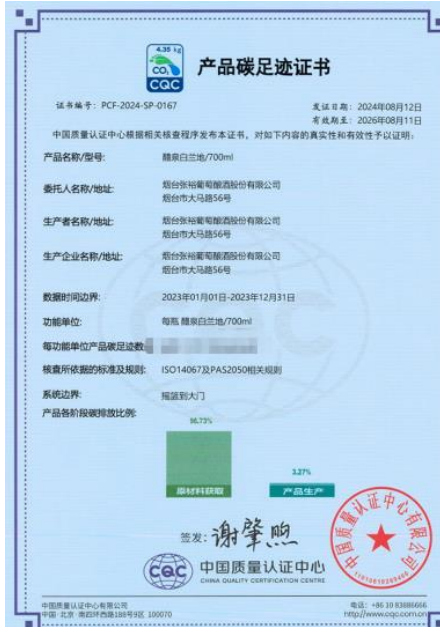 4.35 kg
CO₂
CQC
产品碳足迹证书
证书编号：PCF-2024-SP-0167
发证日期：2024年08月12日
有效期至：2026年08月11日
中国质量认证中心根据相关核查程序发布本证书，对如下内容的真实性和有效性予以证明：
产品名称/型号： 醴泉白兰地/700ml
委托人名称/地址: 烟台张裕葡萄酿酒股份有限公司
烟台市大马路56号
生产者名称/地址: 烟台张裕葡萄酿酒股份有限公司
烟台市大马路56号
生产企业名称/地址: 烟台张裕葡萄酿酒股份有限公司
烟台市大马路56号
数据时间边界: 2023年01月01日-2023年12月31日
功能单位: 每瓶 醴泉白兰地/700ml
每功能单位产品碳足迹数
核查所依据的标准及规则: ISO14067及PAS2050相关规则
系统边界: 摇篮到大门
产品各阶段碳排放比例:
96.73%
3.27%
原材料获取
产品生产
签发: 谢肇煦
CQC
中国质量认证中心
CHINA QUALITY CERTIFICATION CENTRE
中国质量认证中心有限公司
中国质量认证中心有限公司
中国·北京·南四环西路188号9区 100070
电话: +86 10 83886666
http://www.cqc.com.cn